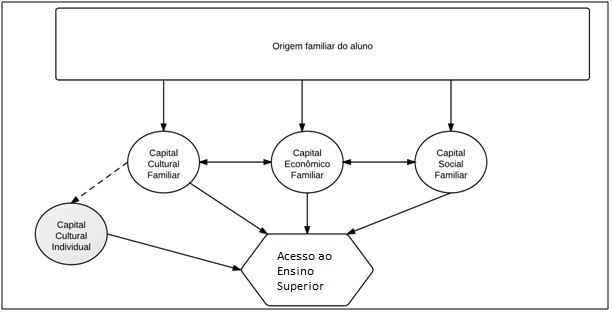 Origem familiar do aluno
Capital
Cultural
Familiar
Capital
Econômico
Familiar
Capital
Social
Familiar
Capital
Cultural
Individual
Acesso ao
Ensino
Superior